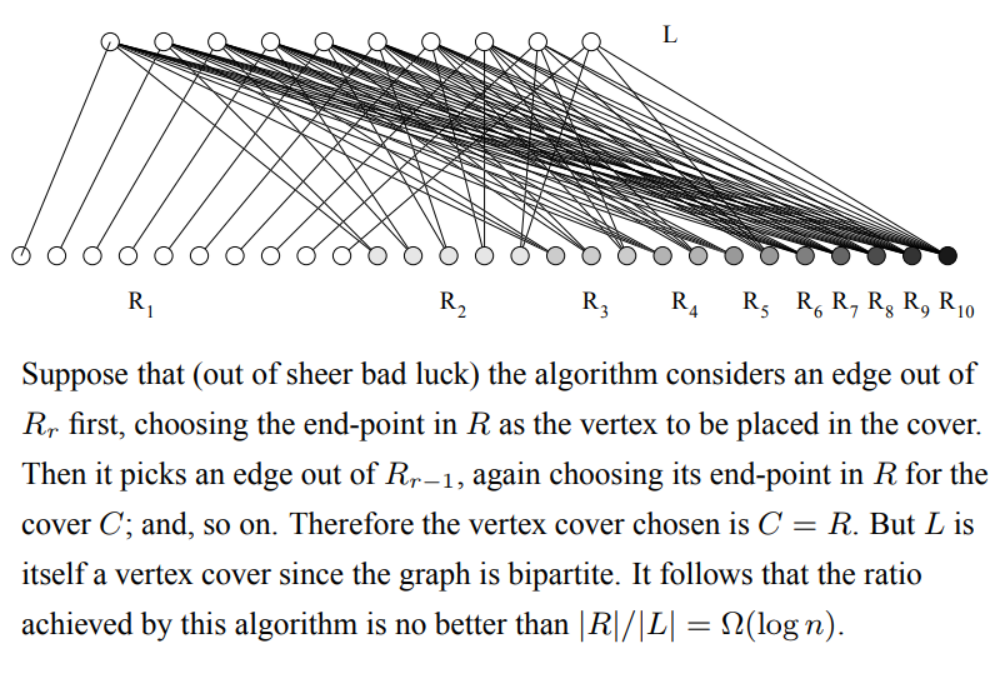 L
R₁ R₂ R₃ R₄ R₅ R₆ R₇ R₈ R₉ R₁₀
Suppose that (out of sheer bad luck) the algorithm considers an edge out of
Rᵣ first, choosing the end-point in R as the vertex to be placed in the cover.
Then it picks an edge out of Rᵣ₋₁, again choosing its end-point in R for the
cover C; and, so on. Therefore the vertex cover chosen is C = R. But L is
itself a vertex cover since the graph is bipartite. It follows that the ratio
achieved by this algorithm is no better than |R|/|L| = Ω(log n).